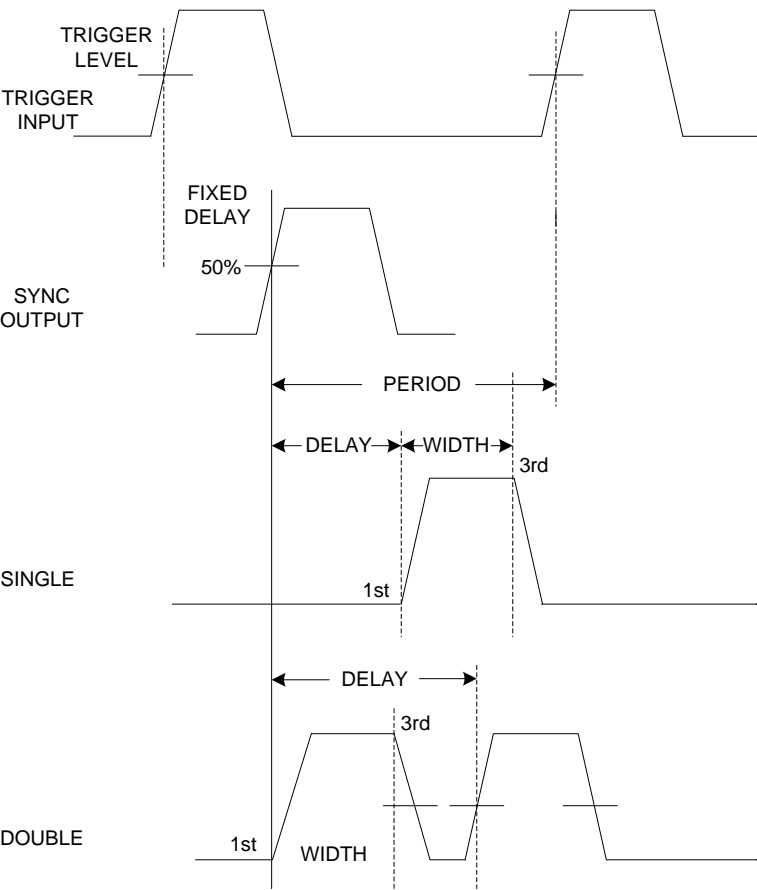 TRIGGER
LEVEL
TRIGGER
INPUT
FIXED
DELAY
50%
SYNC
OUTPUT
PERIOD
DELAY
WIDTH
3rd
SINGLE
1st
DELAY
3rd
DOUBLE
1st
WIDTH